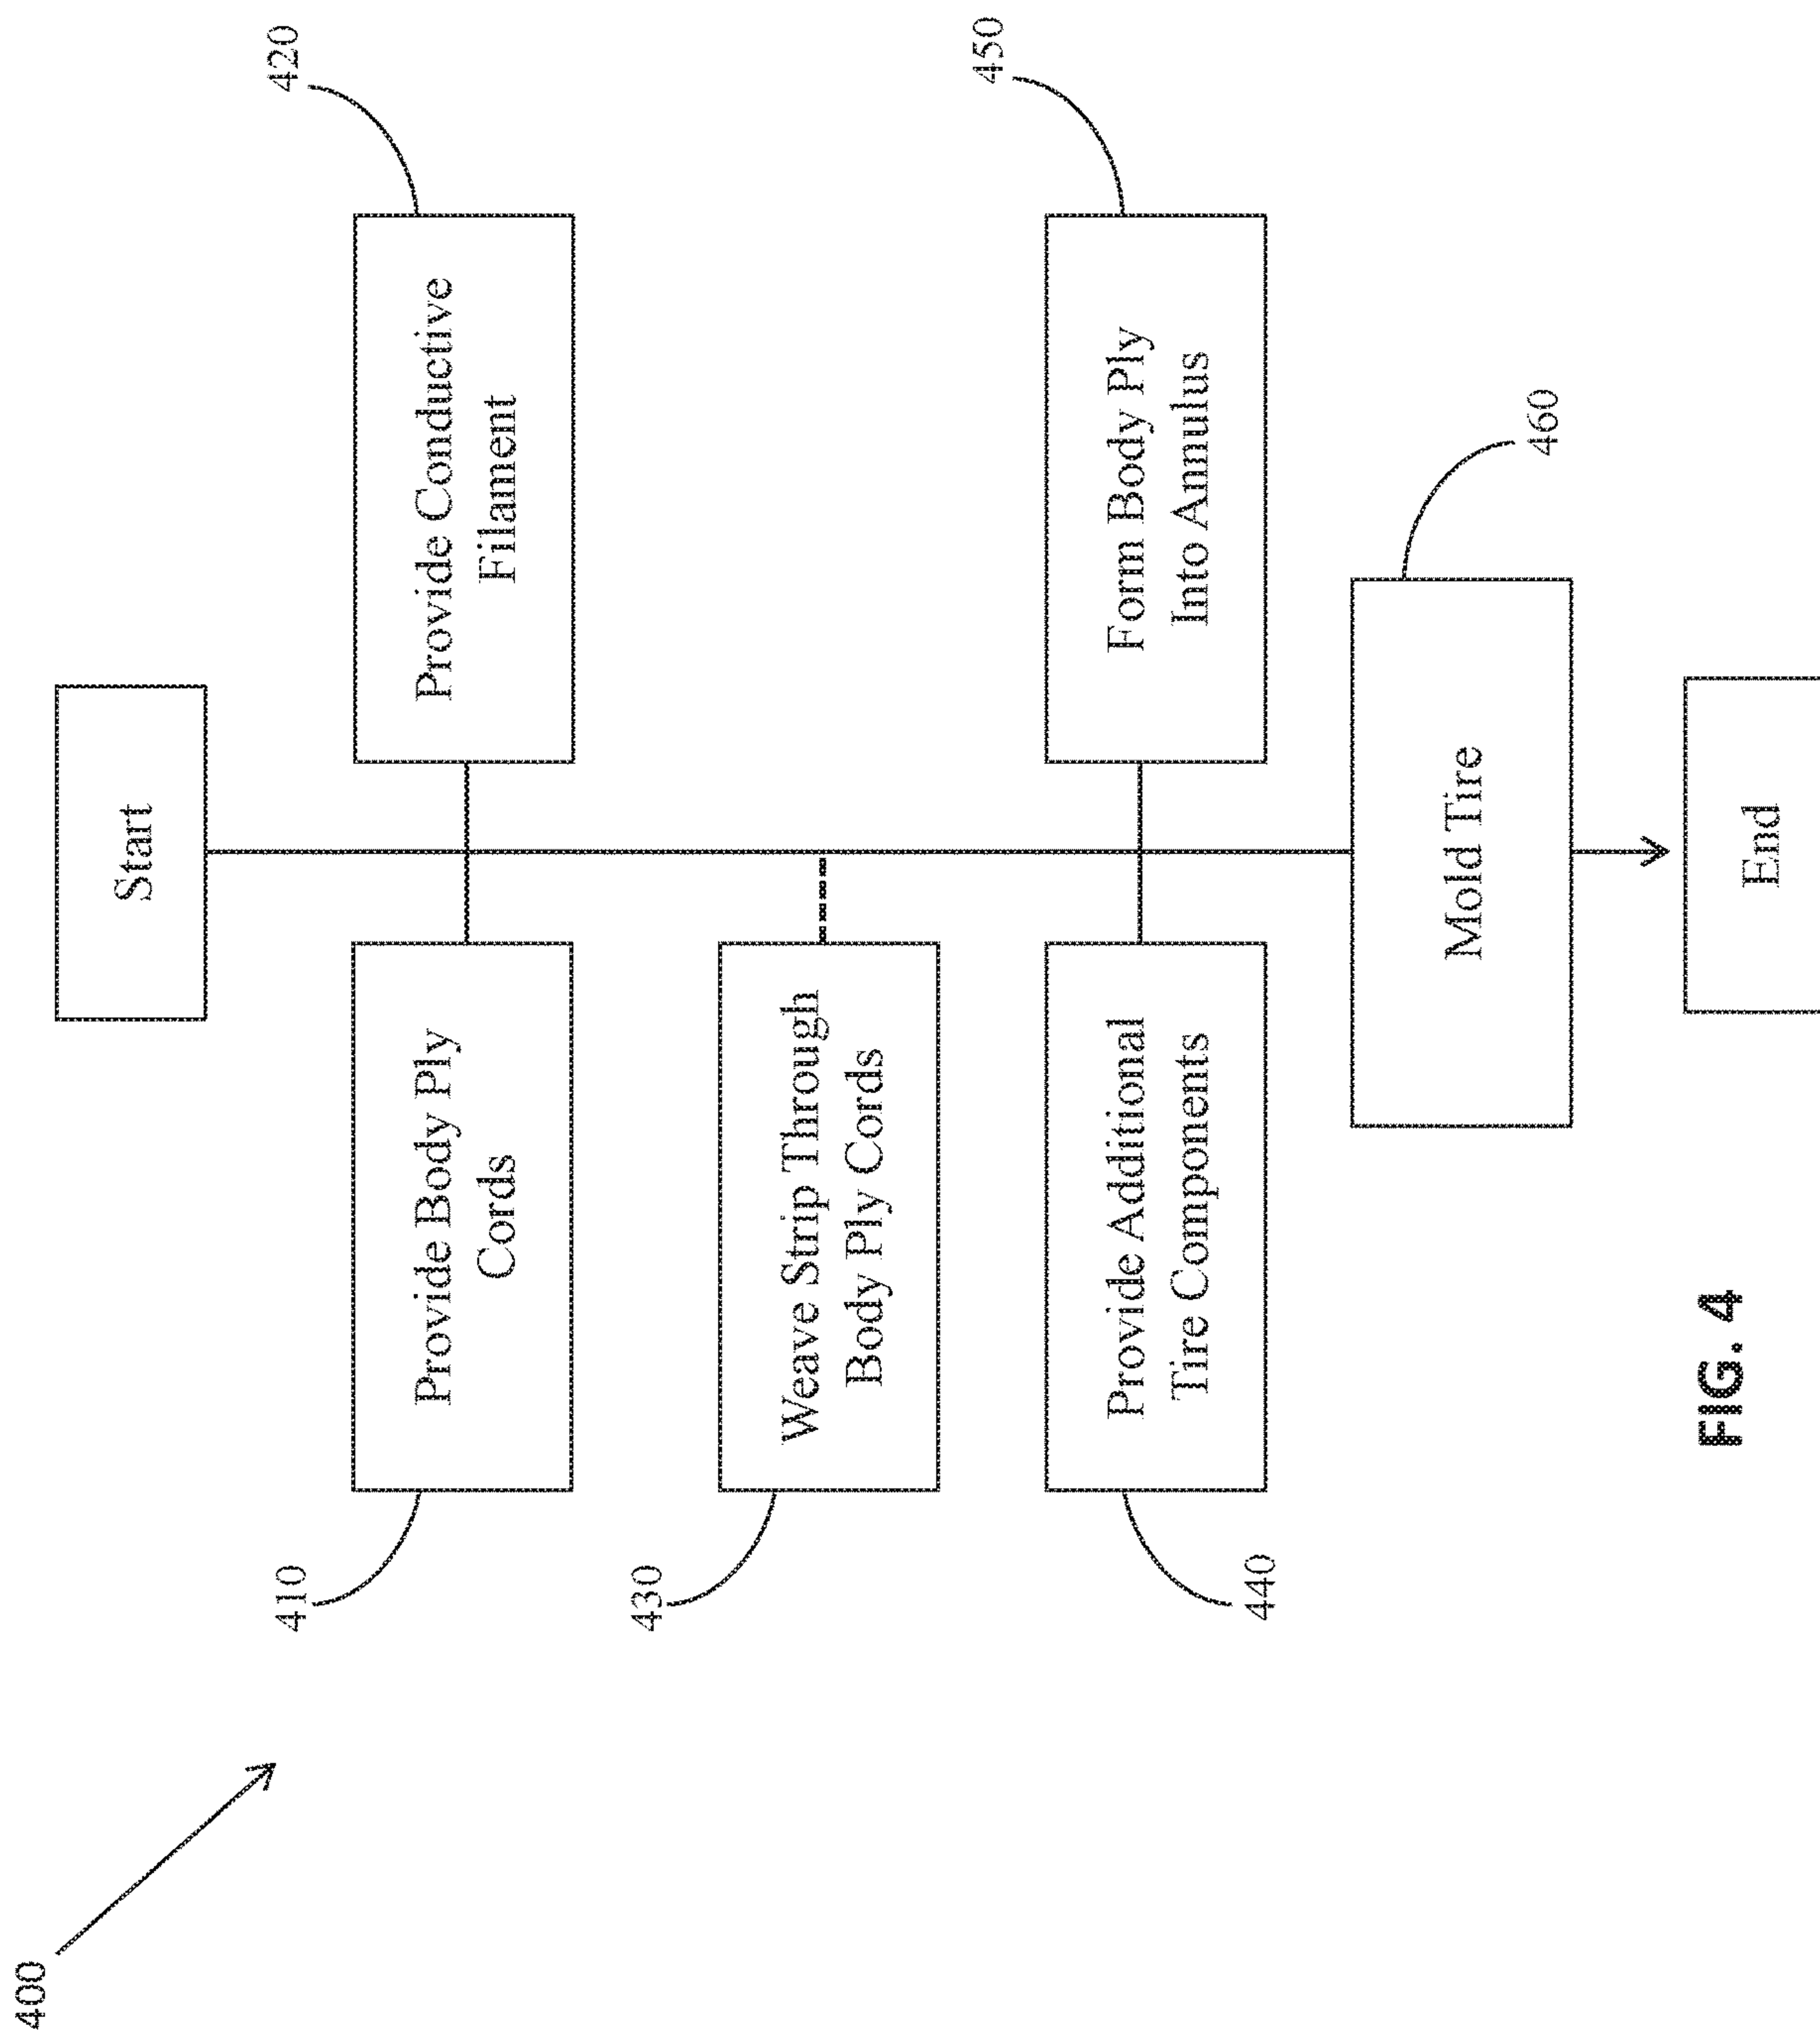 400
Start
410
Provide Body Ply
Cords
420
Provide Conductive
Filament
430
Weave Strip Through
Body Ply Cords
440
Provide Additional
Tire Components
450
Form Body Ply
Into Annulus
460
Mold Tire
End
FIG. 4